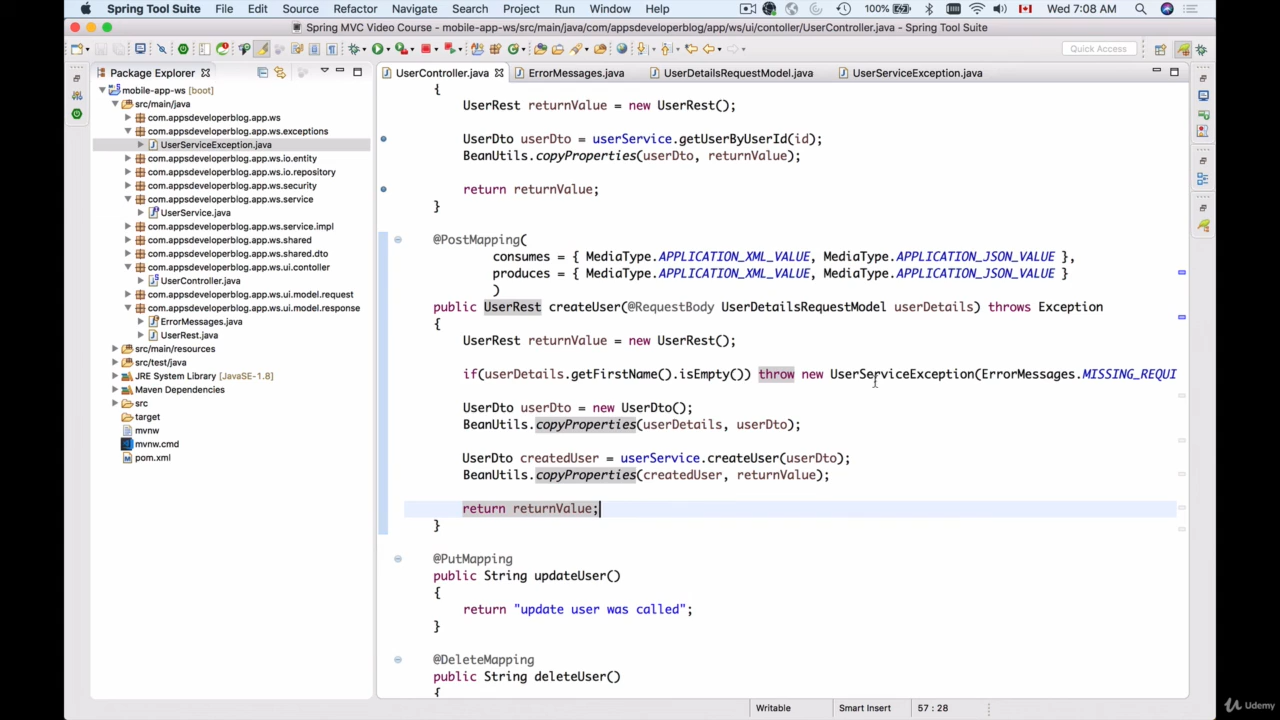 Spring Tool Suite File Edit Source Refactor Navigate Search Project Run Window Help 100% Wed 7:08 AM
Spring MVC Video Course - mobile-app-ws/src/main/java/com/appsdeveloperblog/app/ws/ui/contoller/UserController.java - Spring Tool Suite
Quick Access
Package Explorer
UserController.java ErrorMessages.java UserDetailsRequestModel.java UserServiceException.java
mobile-app-ws [boot]
src/main/java
com.appsdeveloperblog.app.ws
com.appsdeveloperblog.app.ws.exceptions
UserServiceException.java
com.appsdeveloperblog.app.ws.io.entity
com.appsdeveloperblog.app.ws.io.repository
com.appsdeveloperblog.app.ws.security
com.appsdeveloperblog.app.ws.service
UserService.java
com.appsdeveloperblog.app.ws.service.impl
com.appsdeveloperblog.app.ws.shared
com.appsdeveloperblog.app.ws.shared.dto
com.appsdeveloperblog.app.ws.ui.contoller
UserController.java
com.appsdeveloperblog.app.ws.ui.model.request
com.appsdeveloperblog.app.ws.ui.model.response
ErrorMessages.java
UserRest.java
src/main/resources
src/test/java
JRE System Library [JavaSE-1.8]
Maven Dependencies
src
target
mvnw
mvnw.cmd
pom.xml
{
UserRest returnValue = new UserRest();
UserDto userDto = userService.getUserByUserId(id);
BeanUtils.copyProperties(userDto, returnValue);
return returnValue;
}
@PostMapping(
consumes = { MediaType.APPLICATION_XML_VALUE, MediaType.APPLICATION_JSON_VALUE },
produces = { MediaType.APPLICATION_XML_VALUE, MediaType.APPLICATION_JSON_VALUE }
)
public UserRest createUser(@RequestBody UserDetailsRequestModel userDetails) throws Exception
{
UserRest returnValue = new UserRest();
if(userDetails.getFirstName().isEmpty()) throw new UserServiceException(ErrorMessages.MISSING_REQUI
UserDto userDto = new UserDto();
BeanUtils.copyProperties(userDetails, userDto);
UserDto createdUser = userService.createUser(userDto);
BeanUtils.copyProperties(createdUser, returnValue);
return returnValue;
}
@PutMapping
public String updateUser()
{
return "update user was called";
}
@DeleteMapping
public String deleteUser()
{
Writable Smart Insert 57 : 28
Udemy